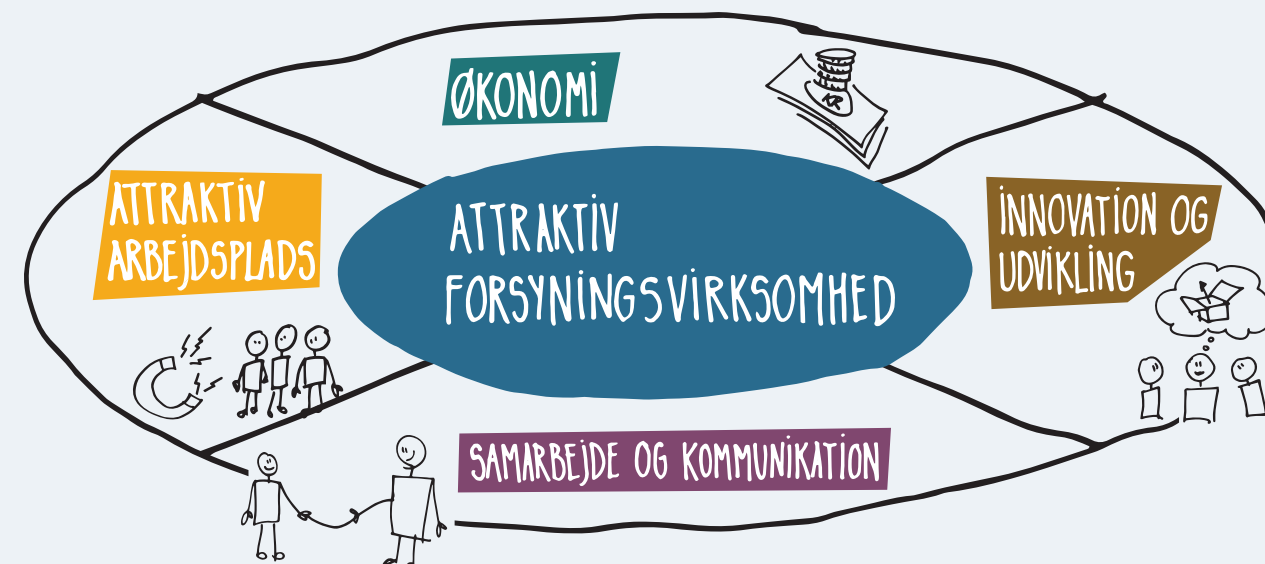 ØKONOMI
KR
ATTRAKTIV
ARBEJDSPLADS
ATTRAKTIV
FORSYNINGSVIRKSOMHED
INNOVATION OG
UDVIKLING
SAMARBEJDE OG KOMMUNIKATION